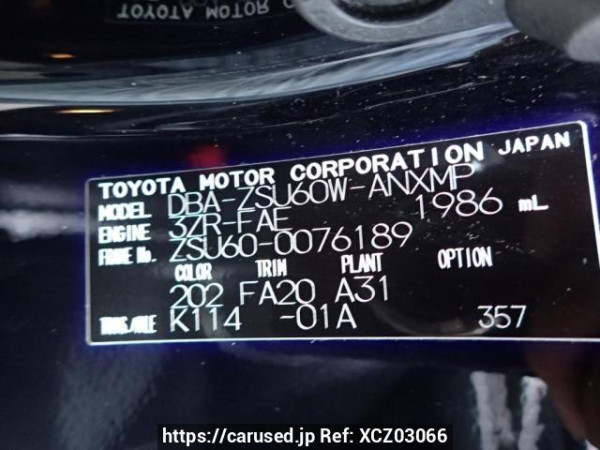 TOYOTA MOTOR CORPORATION JAPAN
MODEL DBA-ZSU60W-ANXMP
ENGINE 3ZR-FAE 1986 mL
FRAME No. ZSU60-0076189
COLOR TRIM PLANT OPTION
202 FA20 A31
TRANS/AXLE K114 -01A 357
https://carused.jp Ref: XCZ03066